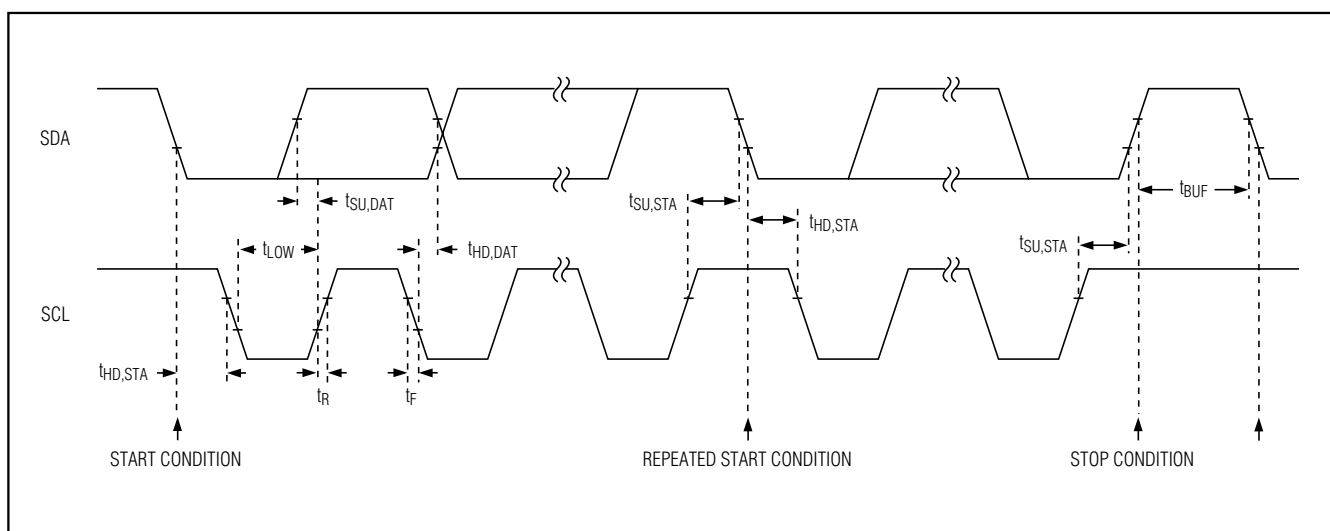 SDA
tSU,DAT
tSU,STA
tBUF
tHD,STA
tLOW
tHD,DAT
tSU,STA
SCL
tHD,STA
tR
tF
START CONDITION
REPEATED START CONDITION
STOP CONDITION